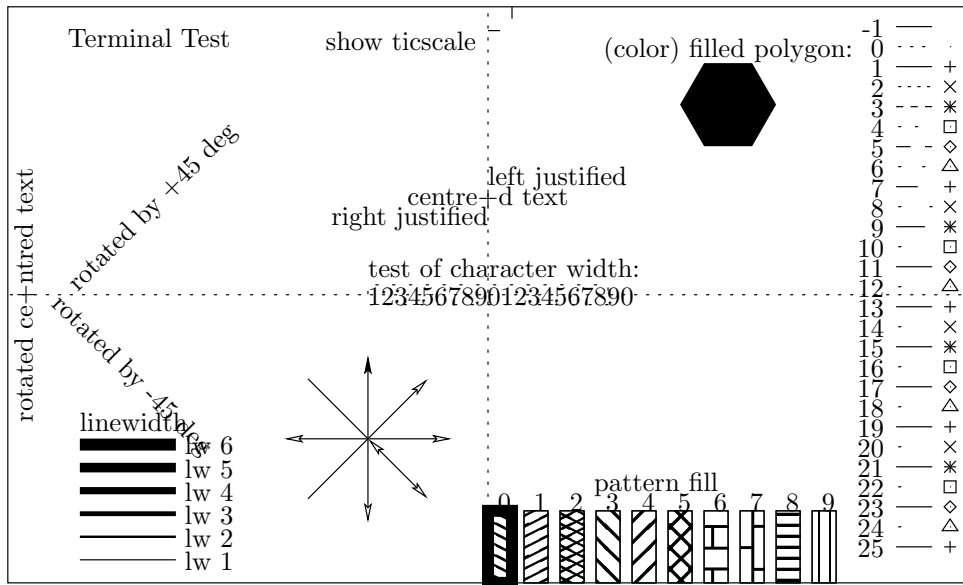 Terminal Test
show ticscale
(color) filled polygon:
-1
0
1
2
3
4
5
6
7
8
9
10
11
12
13
14
15
16
17
18
19
20
21
22
23
24
25
rotated by +45 deg
left justified
centre+d text
right justified
rotated ce+ntred text
test of character width:
12345678901234567890
rotated by -45 deg
linewidth
lw 6
lw 5
lw 4
lw 3
lw 2
lw 1
pattern fill
0 1 2 3 4 5 6 7 8 9